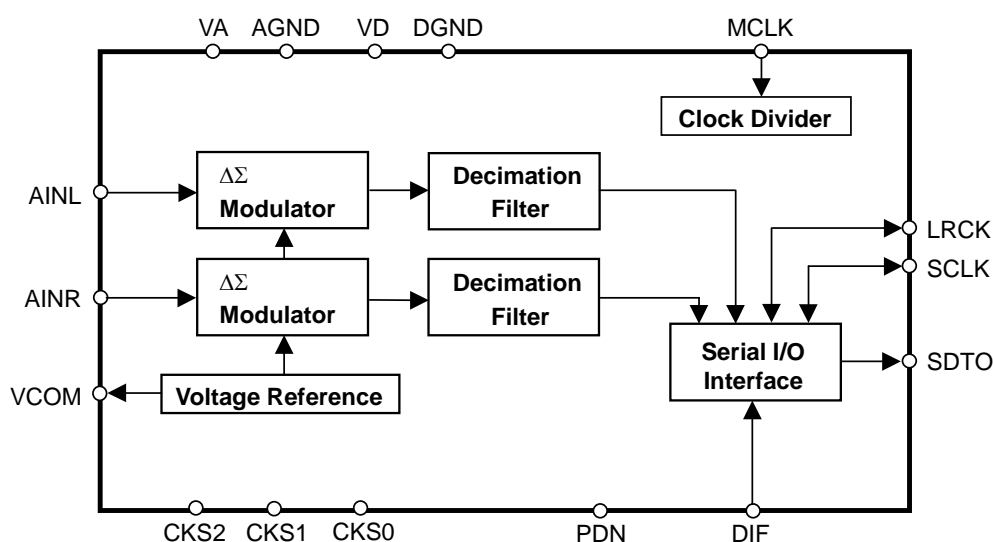 VA AGND VD DGND MCLK
Clock Divider
AINL
ΔΣ
Modulator
Decimation
Filter
LRCK
SCLK
AINR
ΔΣ
Modulator
Decimation
Filter
Serial I/O
Interface
SDTO
VCOM
Voltage Reference
CKS2 CKS1 CKS0 PDN DIF